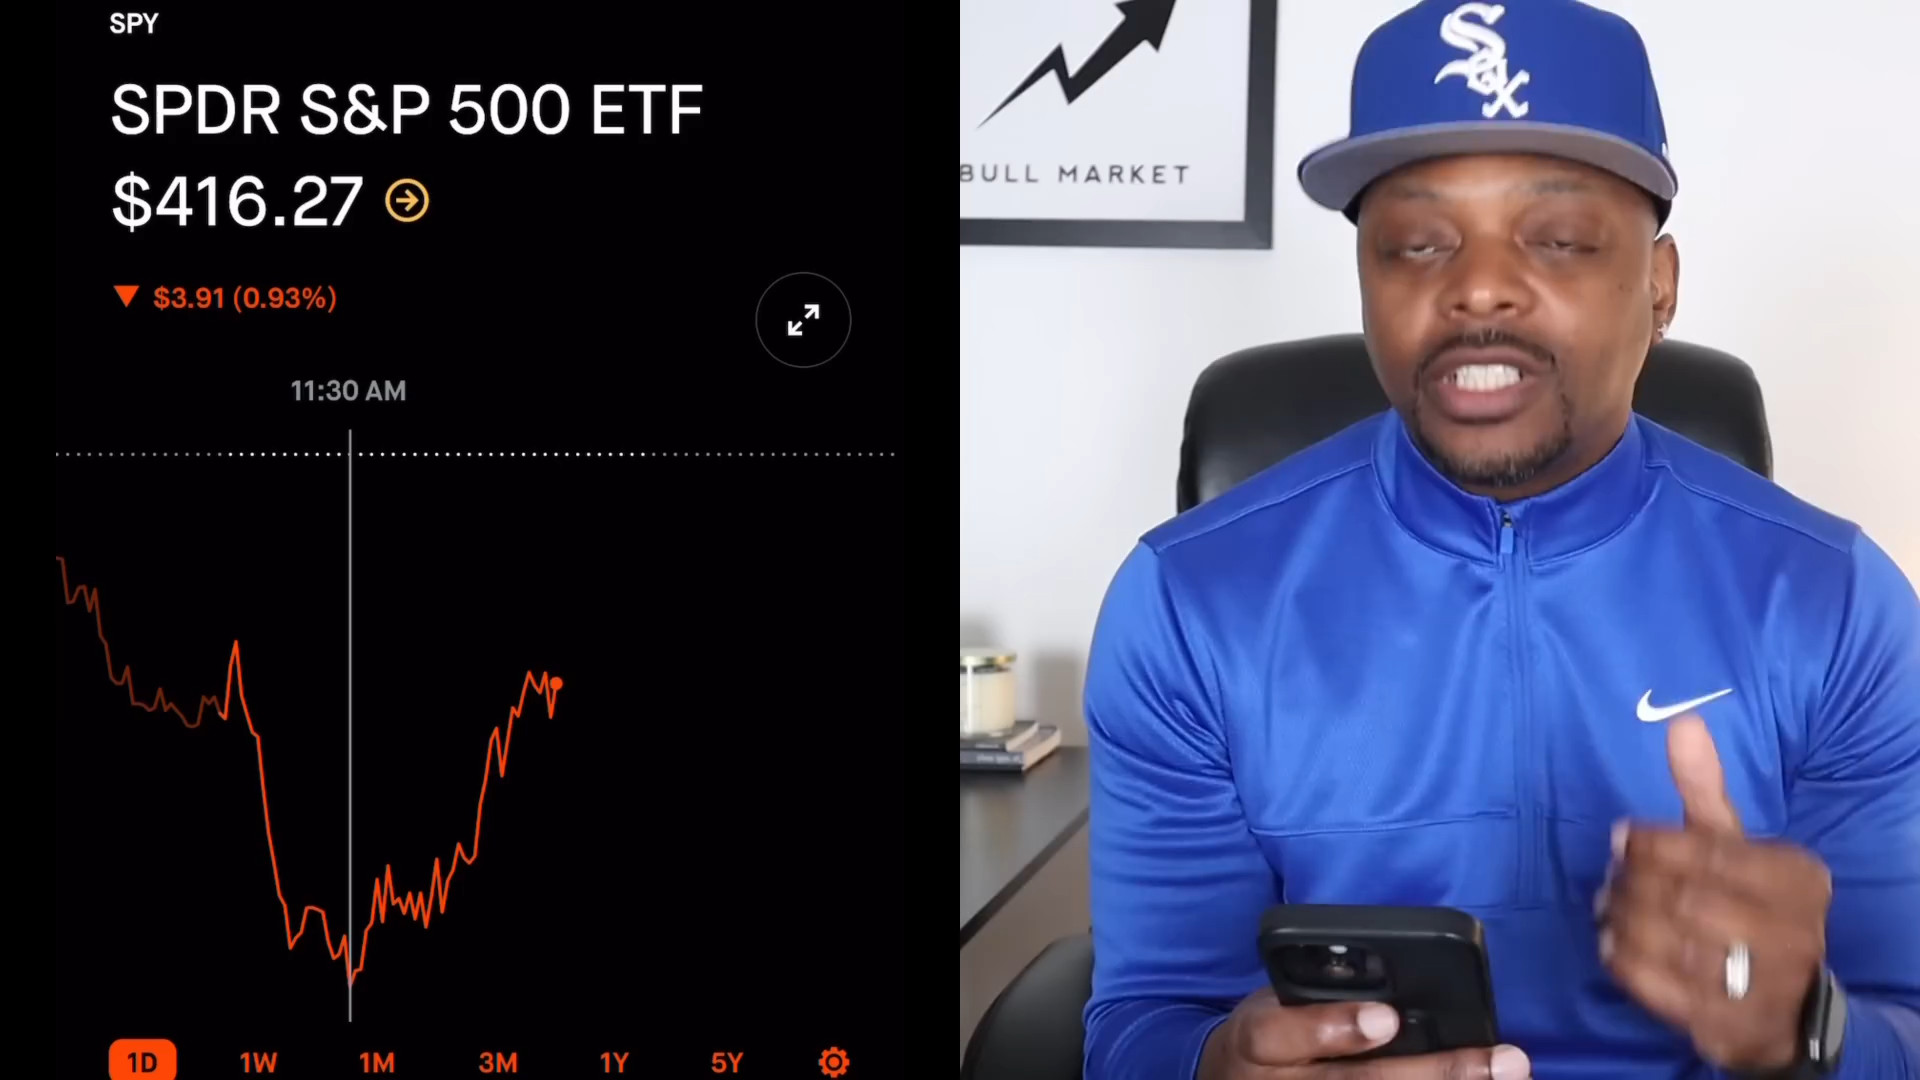 SPY
SPDR S&P 500 ETF
$416.27
▼ $3.91 (0.93%)
11:30 AM
1D 1W 1M 3M 1Y 5Y
BULL MARKET
Sox